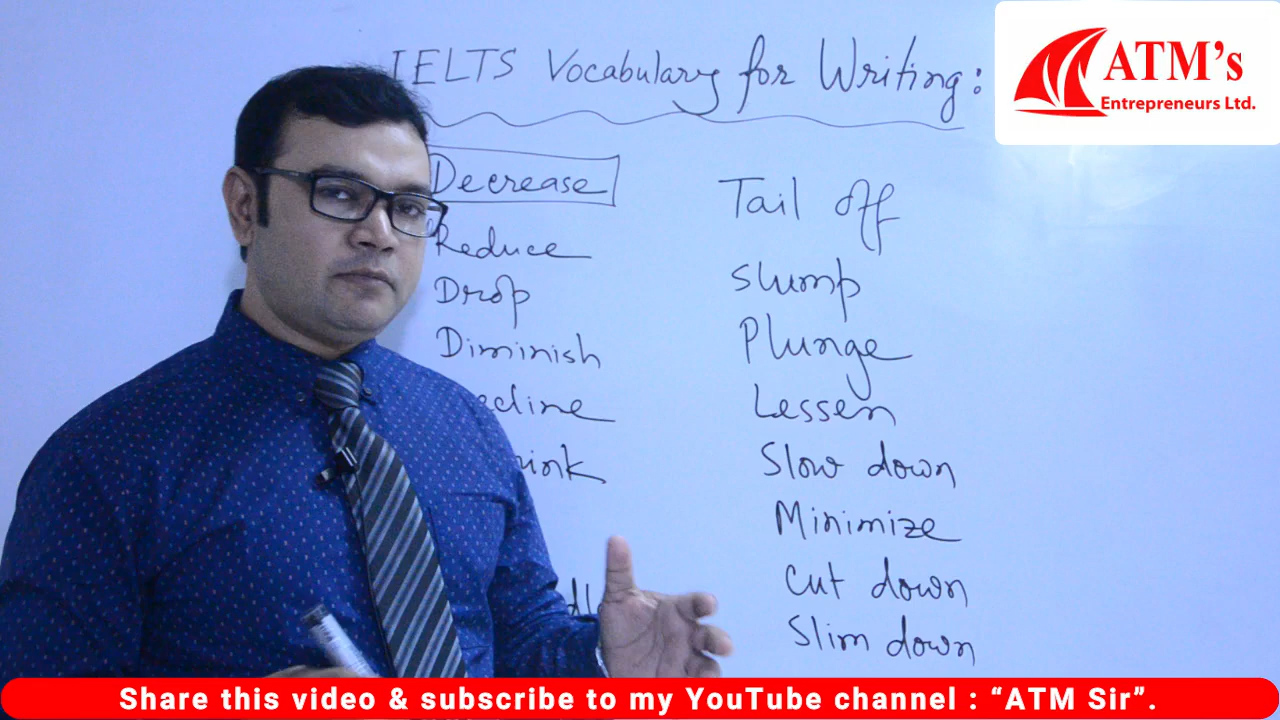 IELTS Vocabulary for Writing:
ATM's
Entrepreneurs Ltd.
Decrease
Reduce
Drop
Diminish
Tail off
Slump
Plunge
Lessen
Slow down
Minimize
Cut down
Slim down
Share this video & subscribe to my YouTube channel : “ATM Sir”.